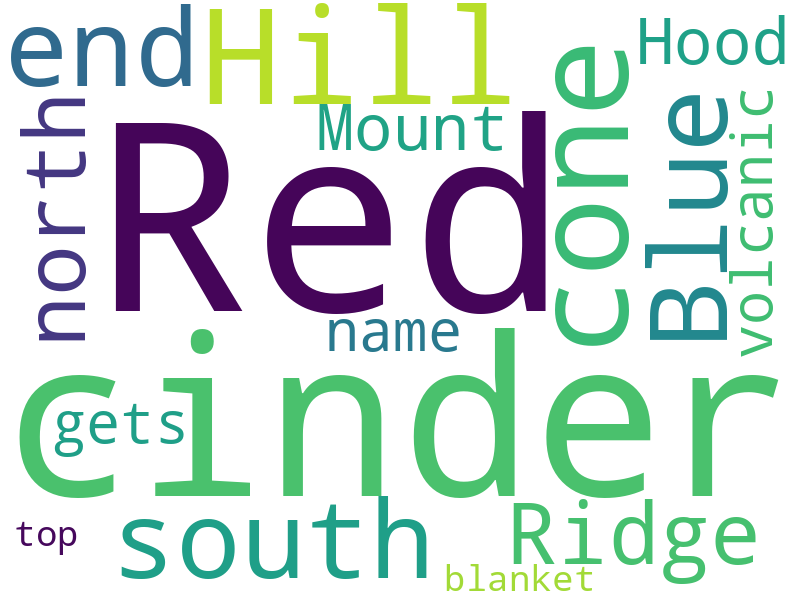 end
Hill
Hood
north
Mount
cone
Blue
volcanic
Red
name
cinder
gets
south
Ridge
top
blanket